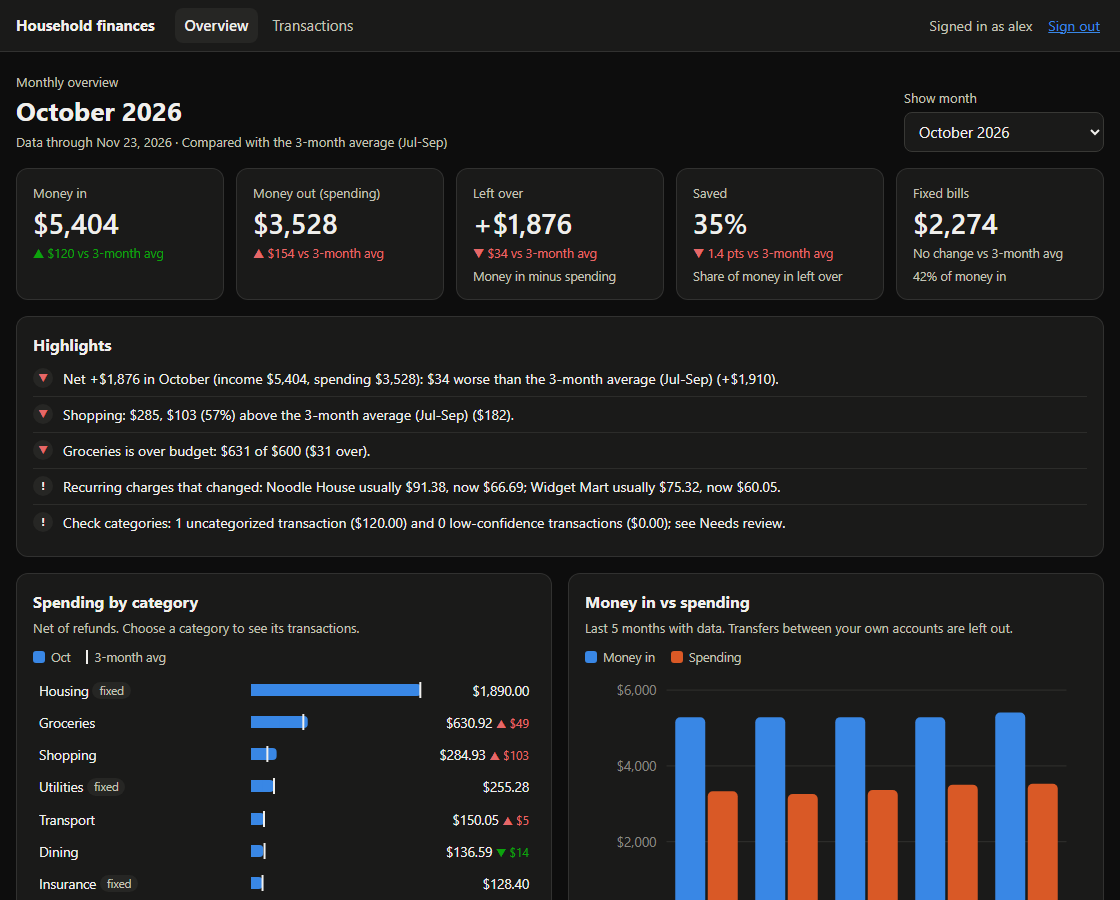 Household finances Overview Transactions Signed in as alex Sign out
Monthly overview
October 2026
Data through Nov 23, 2026 · Compared with the 3-month average (Jul-Sep)
Show month
October 2026
Money in
$5,404
▲ $120 vs 3-month avg
Money out (spending)
$3,528
▲ $154 vs 3-month avg
Left over
+$1,876
▼ $34 vs 3-month avg
Money in minus spending
Saved
35%
▼ 1.4 pts vs 3-month avg
Share of money in left over
Fixed bills
$2,274
No change vs 3-month avg
42% of money in
Highlights
▼ Net +$1,876 in October (income $5,404, spending $3,528): $34 worse than the 3-month average (Jul-Sep) (+$1,910).
▼ Shopping: $285, $103 (57%) above the 3-month average (Jul-Sep) ($182).
▼ Groceries is over budget: $631 of $600 ($31 over).
! Recurring charges that changed: Noodle House usually $91.38, now $66.69; Widget Mart usually $75.32, now $60.05.
! Check categories: 1 uncategorized transaction ($120.00) and 0 low-confidence transactions ($0.00); see Needs review.
Spending by category
Net of refunds. Choose a category to see its transactions.
Oct 3-month avg
Housing fixed $1,890.00
Groceries $630.92 ▲ $49
Shopping $284.93 ▲ $103
Utilities fixed $255.28
Transport $150.05 ▲ $5
Dining $136.59 ▼ $14
Insurance fixed $128.40
Money in vs spending
Last 5 months with data. Transfers between your own accounts are left out.
Money in Spending
$6,000
$4,000
$2,000